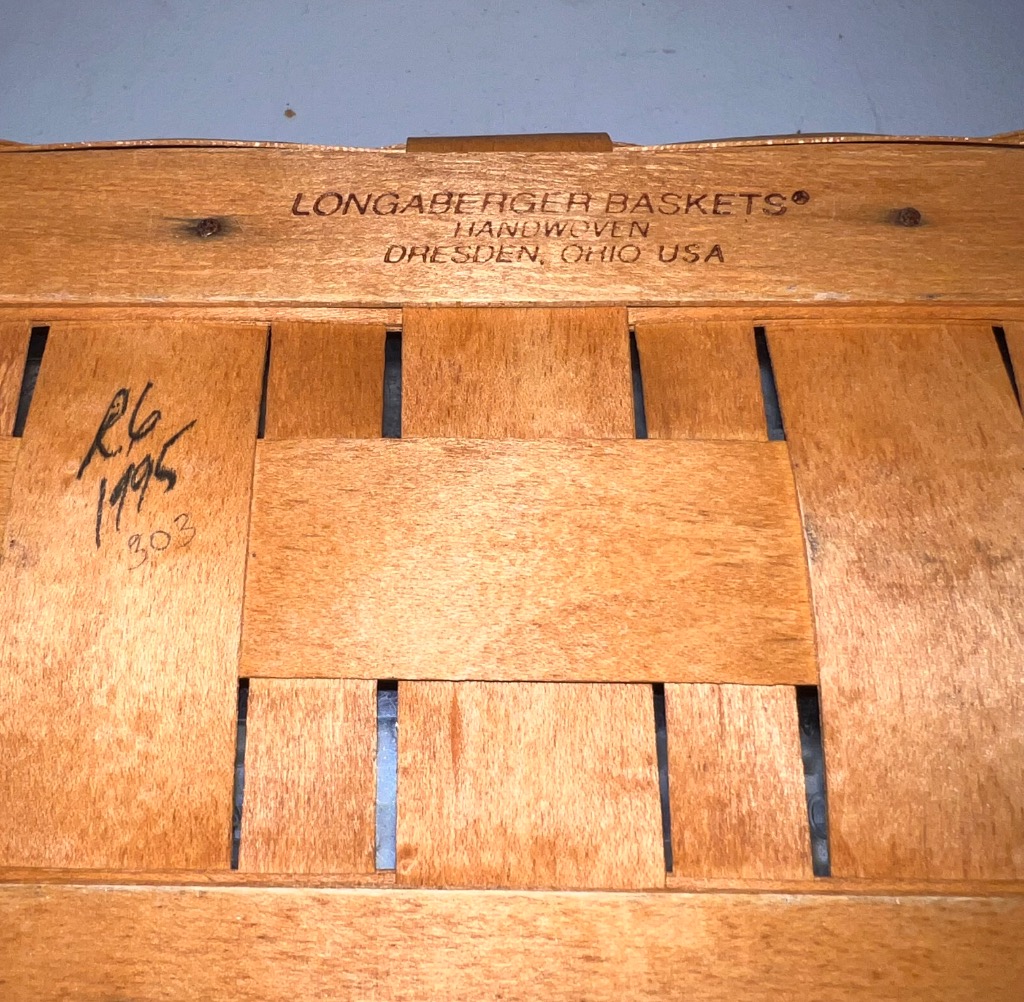 LONGABERGER BASKETS®
HANDWOVEN
DRESDEN, OHIO USA
R6
1995
303